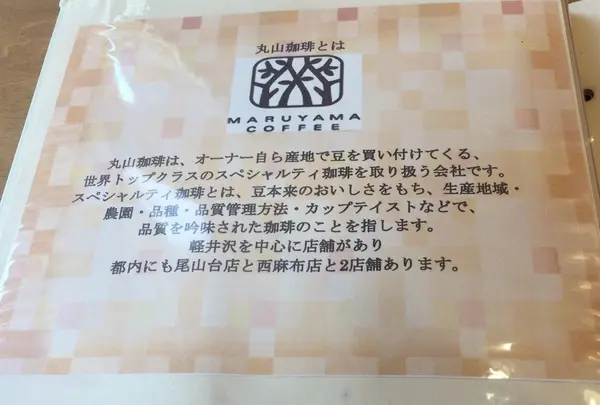 丸山珈琲とは
MARUYAMA
COFFEE
丸山珈琲は、オーナー自ら産地で豆を買い付けてくる、
世界トップクラスのスペシャルティ珈琲を取り扱う会社です。
スペシャルティ珈琲とは、豆本来のおいしさをもち、生産地域・
農園・品種・品質管理方法・カップテイストなどで、
品質を吟味された珈琲のことを指します。
軽井沢を中心に店舗があり
都内にも尾山台店と西麻布店と2店舗あります。